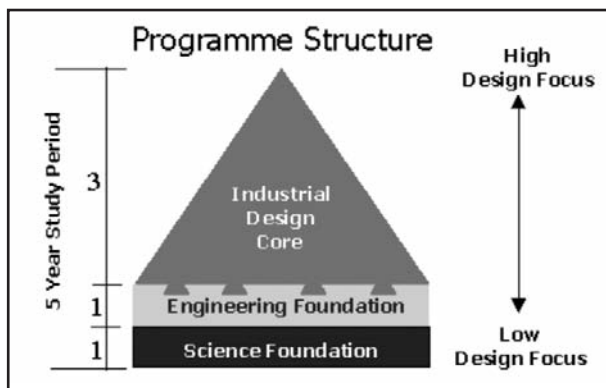 Programme Structure
High
Design Focus
5 Year Study Period
3
Industrial
Design
Core
1
Engineering Foundation
1
Science Foundation
Low
Design Focus